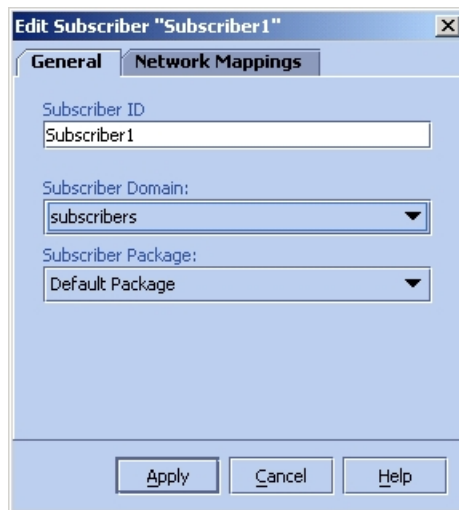 Edit Subscriber "Subscriber1"
General Network Mappings
Subscriber ID
Subscriber1
Subscriber Domain:
subscribers
Subscriber Package:
Default Package
Apply Cancel Help